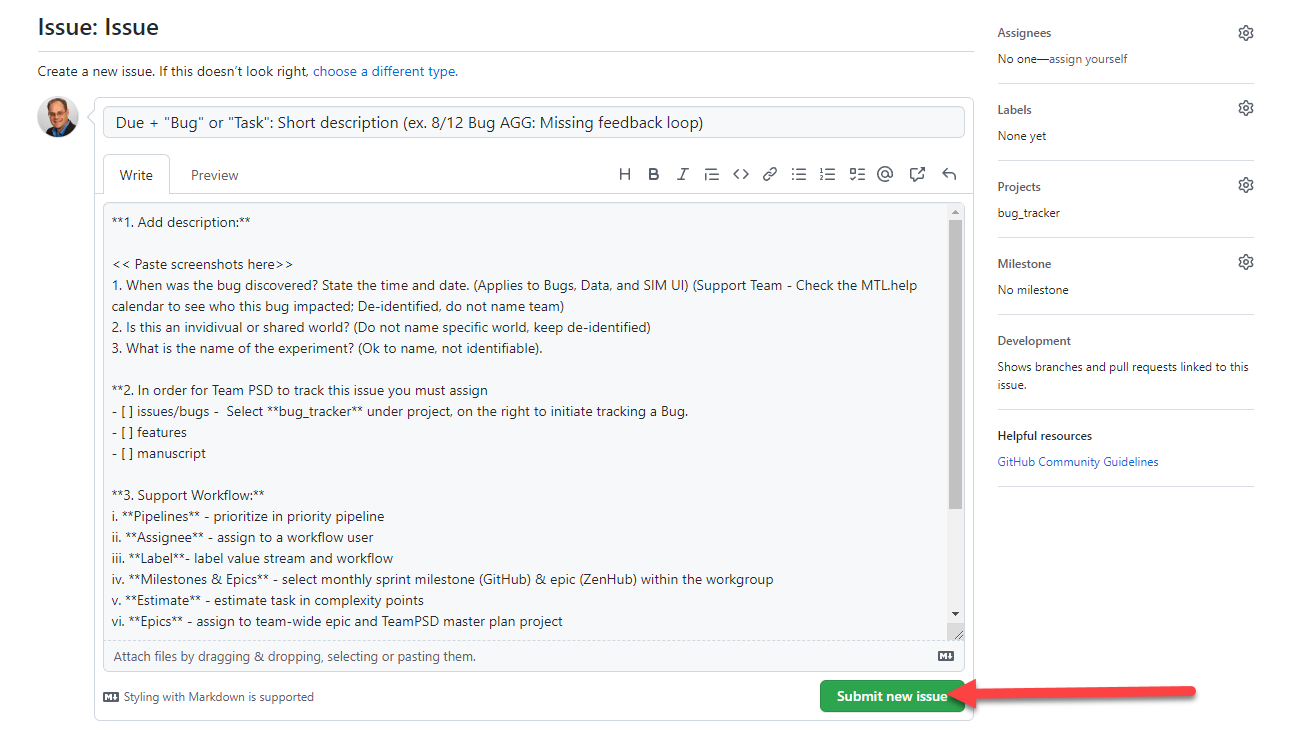 Issue: Issue
Create a new issue. If this doesn't look right, choose a different type.
Due + "Bug" or "Task": Short description (ex. 8/12 Bug AGG: Missing feedback loop)
Write
Preview
**1. Add description:**
<< Paste screenshots here>>
1. When was the bug discovered? State the time and date. (Applies to Bugs, Data, and SIM UI) (Support Team - Check the MTL.help
calendar to see who this bug impacted; De-identified, do not name team)
2. Is this an invidivual or shared world? (Do not name specific world, keep de-identified)
3. What is the name of the experiment? (Ok to name, not identifiable).
**2. In order for Team PSD to track this issue you must assign
- [ ] issues/bugs -  Select **bug_tracker** under project, on the right to initiate tracking a Bug.
- [ ] features
- [ ] manuscript
**3. Support Workflow:**
i. **Pipelines** - prioritize in priority pipeline
ii. **Assignee** - assign to a workflow user
iii. **Label**- label value stream and workflow
iv. **Milestones & Epics** - select monthly sprint milestone (GitHub) & epic (ZenHub) within the workgroup
v. **Estimate** - estimate task in complexity points
vi. **Epics** - assign to team-wide epic and TeamPSD master plan project
Attach files by dragging & dropping, selecting or pasting them.
Styling with Markdown is supported
Submit new issue
Assignees
No one—assign yourself
Labels
None yet
Projects
bug_tracker
Milestone
No milestone
Development
Shows branches and pull requests linked to this
issue.
Helpful resources
GitHub Community Guidelines